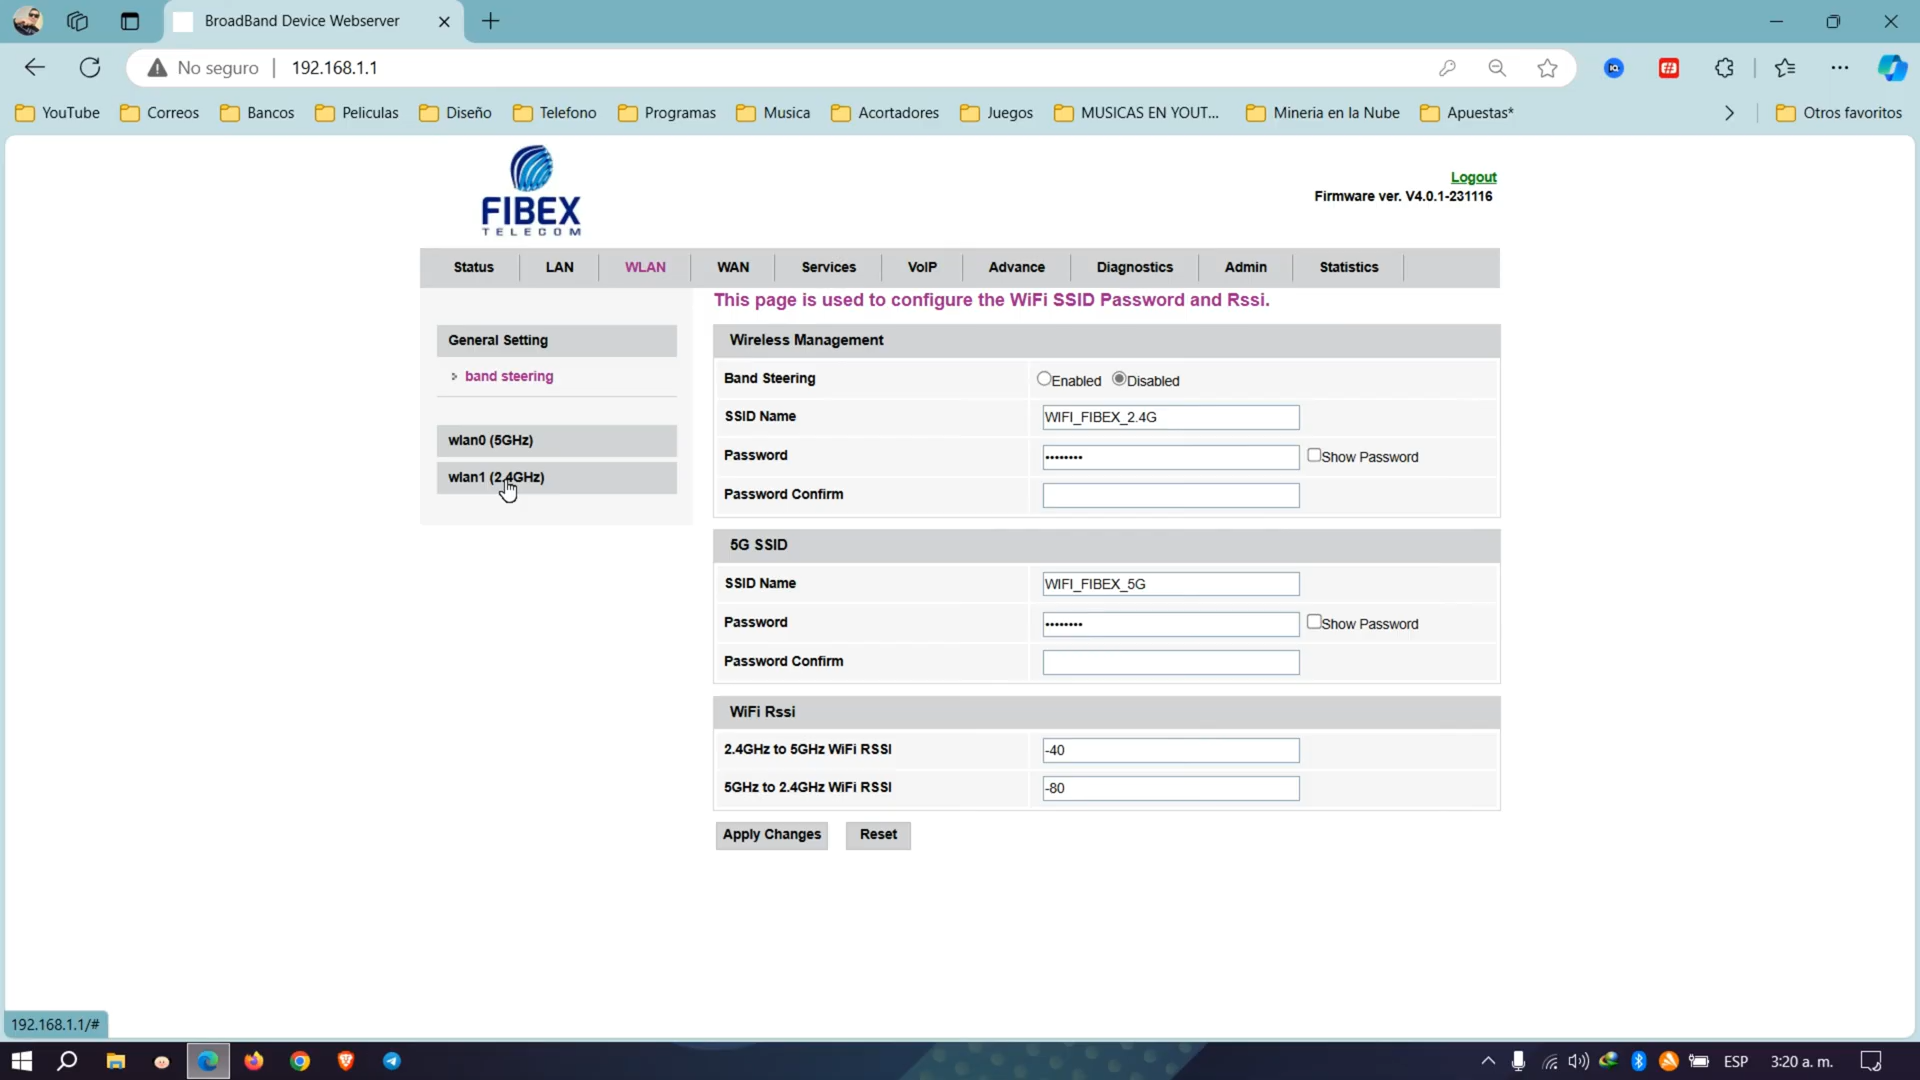 BroadBand Device Webserver
No seguro
192.168.1.1
YouTube
Correos
Bancos
Peliculas
Diseño
Telefono
Programas
Musica
Acortadores
Juegos
MUSICAS EN YOUT...
Mineria en la Nube
Apuestas*
Otros favoritos
FIBEX
TELECOM
Logout
Firmware ver. V4.0.1-231116
Status
LAN
WLAN
WAN
Services
VoIP
Advance
Diagnostics
Admin
Statistics
General Setting
band steering
wlan0 (5GHz)
wlan1 (2.4GHz)
This page is used to configure the WiFi SSID Password and Rssi.
Wireless Management
Band Steering
Enabled
Disabled
SSID Name
WIFI_FIBEX_2.4G
Password
••••••••
Show Password
Password Confirm
5G SSID
SSID Name
WIFI_FIBEX_5G
Password
••••••••
Show Password
Password Confirm
WiFi Rssi
2.4GHz to 5GHz WiFi RSSI
-40
5GHz to 2.4GHz WiFi RSSI
-80
Apply Changes
Reset
192.168.1.1/#
ESP
3:20 a. m.